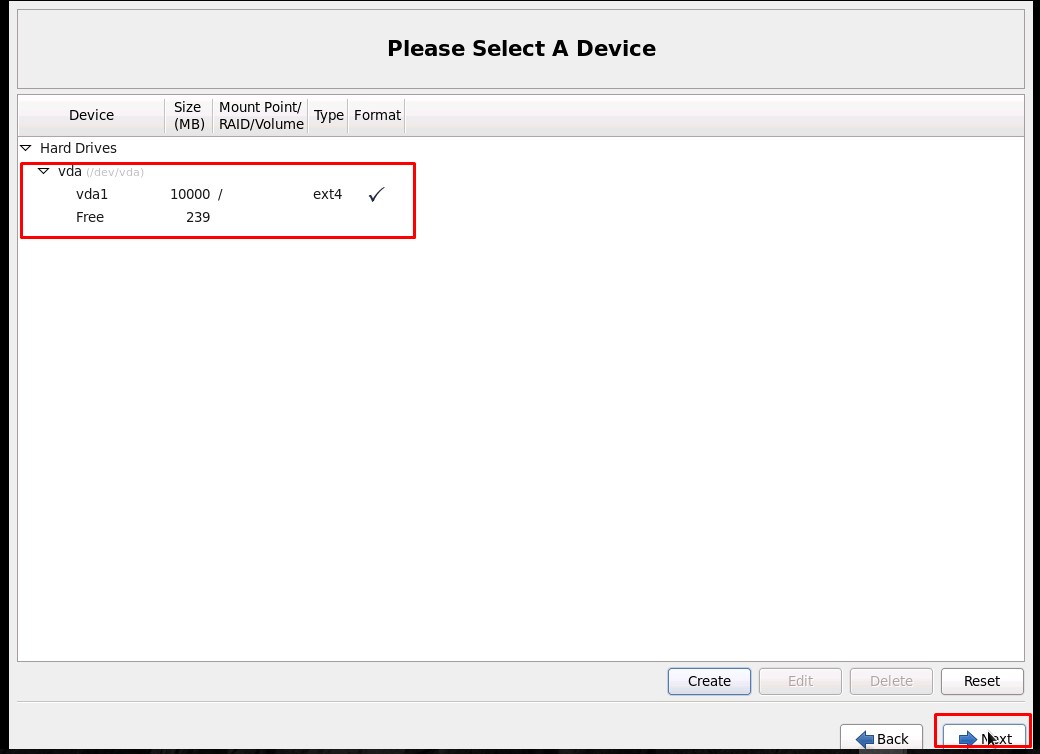 Please Select A Device
Device Size (MB) Mount Point/ RAID/Volume Type Format
Hard Drives
vda (/dev/vda)
vda1 10000 / ext4 ✓
Free 239
Create Edit Delete Reset
Back Next